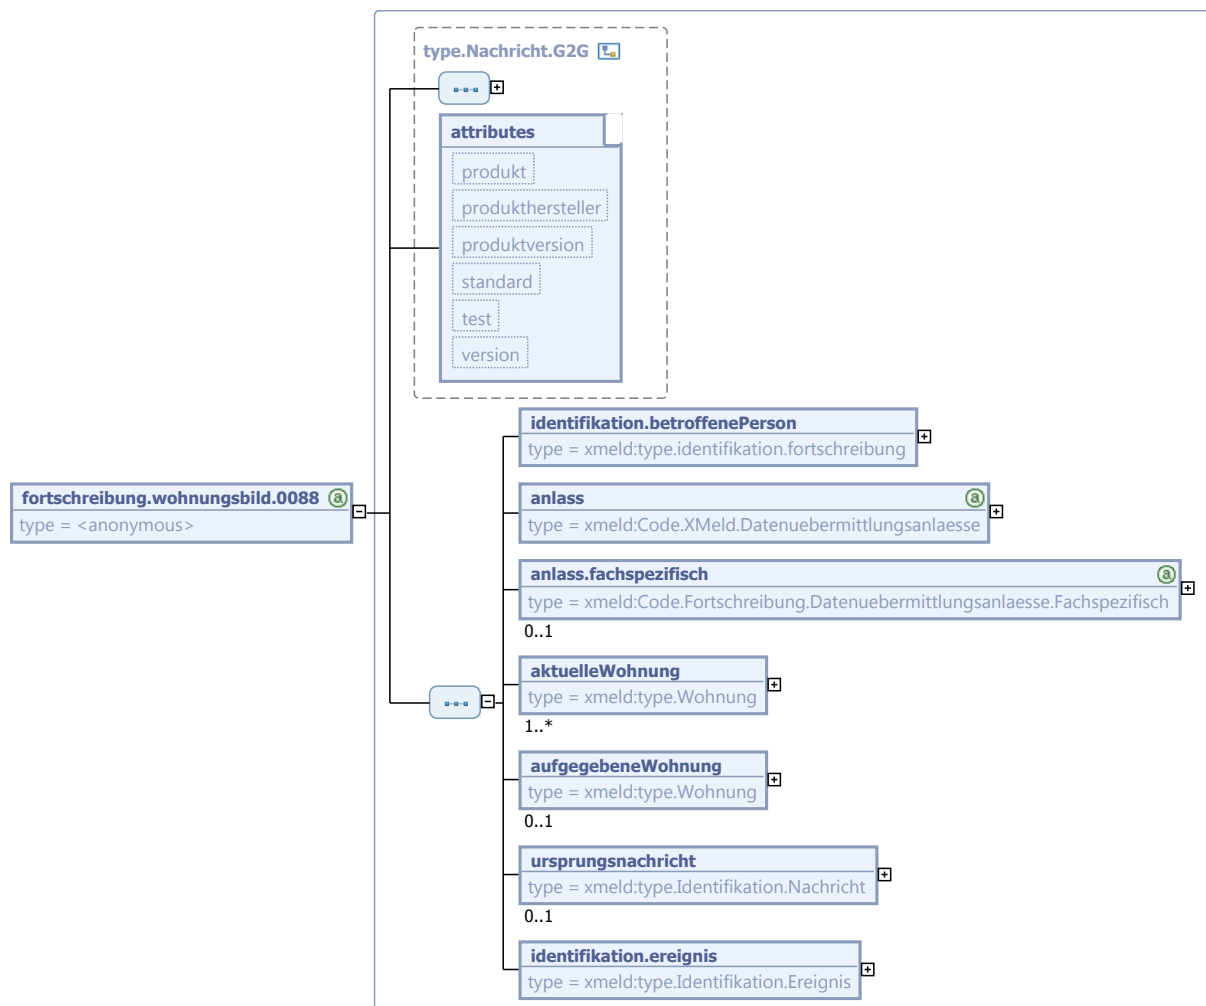 type.Nachricht.G2G
attributes
produkt
produkthersteller
produktversion
standard
test
version
fortschreibung.wohnungsbild.0088 a
type = <anonymous>
identifikation.betroffenePerson
type = xmeld:type.identifikation.fortschreibung
anlass a
type = xmeld:Code.XMeld.Datenuebermittlungsanlaesse
anlass.fachspezifisch a
type = xmeld:Code.Fortschreibung.Datenuebermittlungsanlaesse.Fachspezifisch
0..1
aktuelleWohnung
type = xmeld:type.Wohnung
1..*
aufgegebeneWohnung
type = xmeld:type.Wohnung
0..1
ursprungsnachricht
type = xmeld:type.Identifikation.Nachricht
0..1
identifikation.ereignis
type = xmeld:type.Identifikation.Ereignis